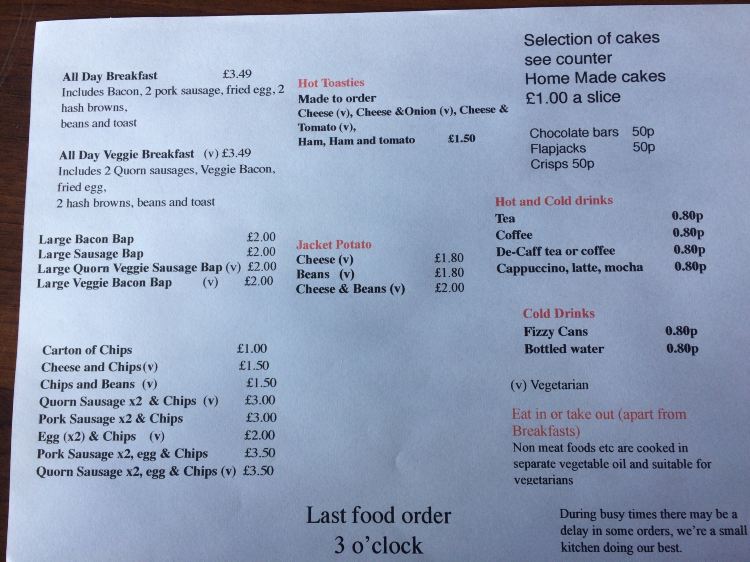 All Day Breakfast £3.49
Includes Bacon, 2 pork sausage, fried egg, 2
hash browns,
beans and toast
All Day Veggie Breakfast (v) £3.49
Includes 2 Quorn sausages, Veggie Bacon,
fried egg,
2 hash browns, beans and toast
Large Bacon Bap £2.00
Large Sausage Bap £2.00
Large Quorn Veggie Sausage Bap (v) £2.00
Large Veggie Bacon Bap (v) £2.00
Carton of Chips £1.00
Cheese and Chips(v) £1.50
Chips and Beans (v) £1.50
Quorn Sausage x2 & Chips (v) £3.00
Pork Sausage x2 & Chips £3.00
Egg (x2) & Chips (v) £2.00
Pork Sausage x2, egg & Chips £3.50
Quorn Sausage x2, egg & Chips (v) £3.50
Hot Toasties
Made to order
Cheese (v), Cheese &Onion (v), Cheese &
Tomato (v),
Ham, Ham and tomato £1.50
Jacket Potato
Cheese (v) £1.80
Beans (v) £1.80
Cheese & Beans (v) £2.00
Selection of cakes
see counter
Home Made cakes
£1.00 a slice
Chocolate bars 50p
Flapjacks 50p
Crisps 50p
Hot and Cold drinks
Tea 0.80p
Coffee 0.80p
De-Caff tea or coffee 0.80p
Cappuccino, latte, mocha 0.80p
Cold Drinks
Fizzy Cans 0.80p
Bottled water 0.80p
(v) Vegetarian
Eat in or take out (apart from
Breakfasts)
Non meat foods etc are cooked in
separate vegetable oil and suitable for
vegetarians
Last food order
3 o'clock
During busy times there may be a
delay in some orders, we're a small
kitchen doing our best.